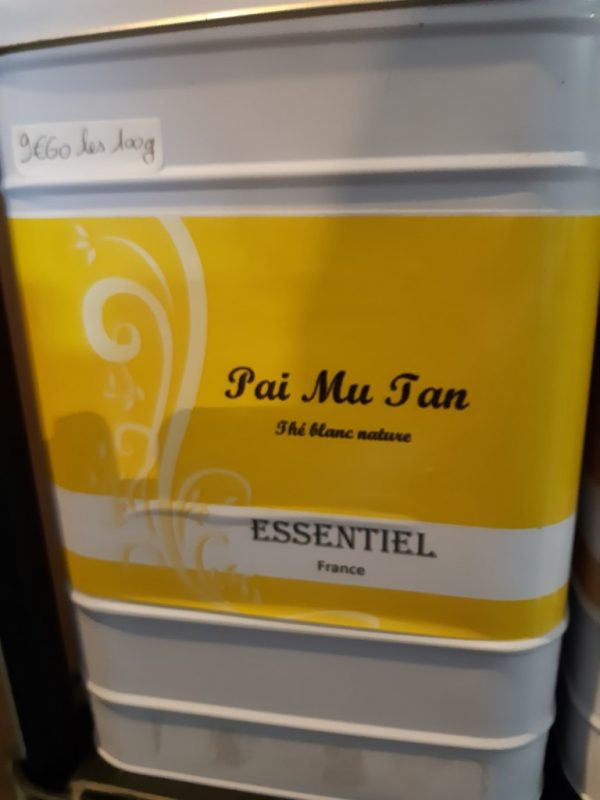 9€60 les 100g
Pai Mu Tan
Thé blanc nature
ESSENTIEL
France